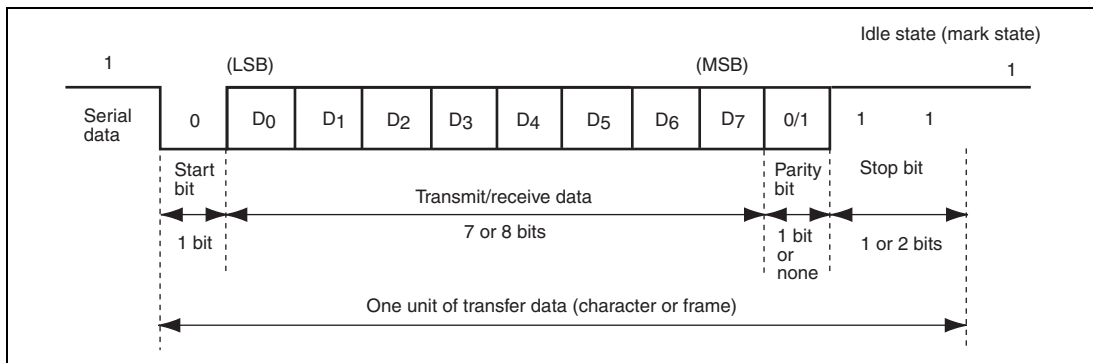 Idle state (mark state)
1 (LSB) (MSB) 1
Serial
data
0 D0 D1 D2 D3 D4 D5 D6 D7 0/1 1 1
Start
bit
Transmit/receive data
Parity
bit
Stop bit
1 bit
7 or 8 bits
1 bit
or
none
1 or 2 bits
One unit of transfer data (character or frame)